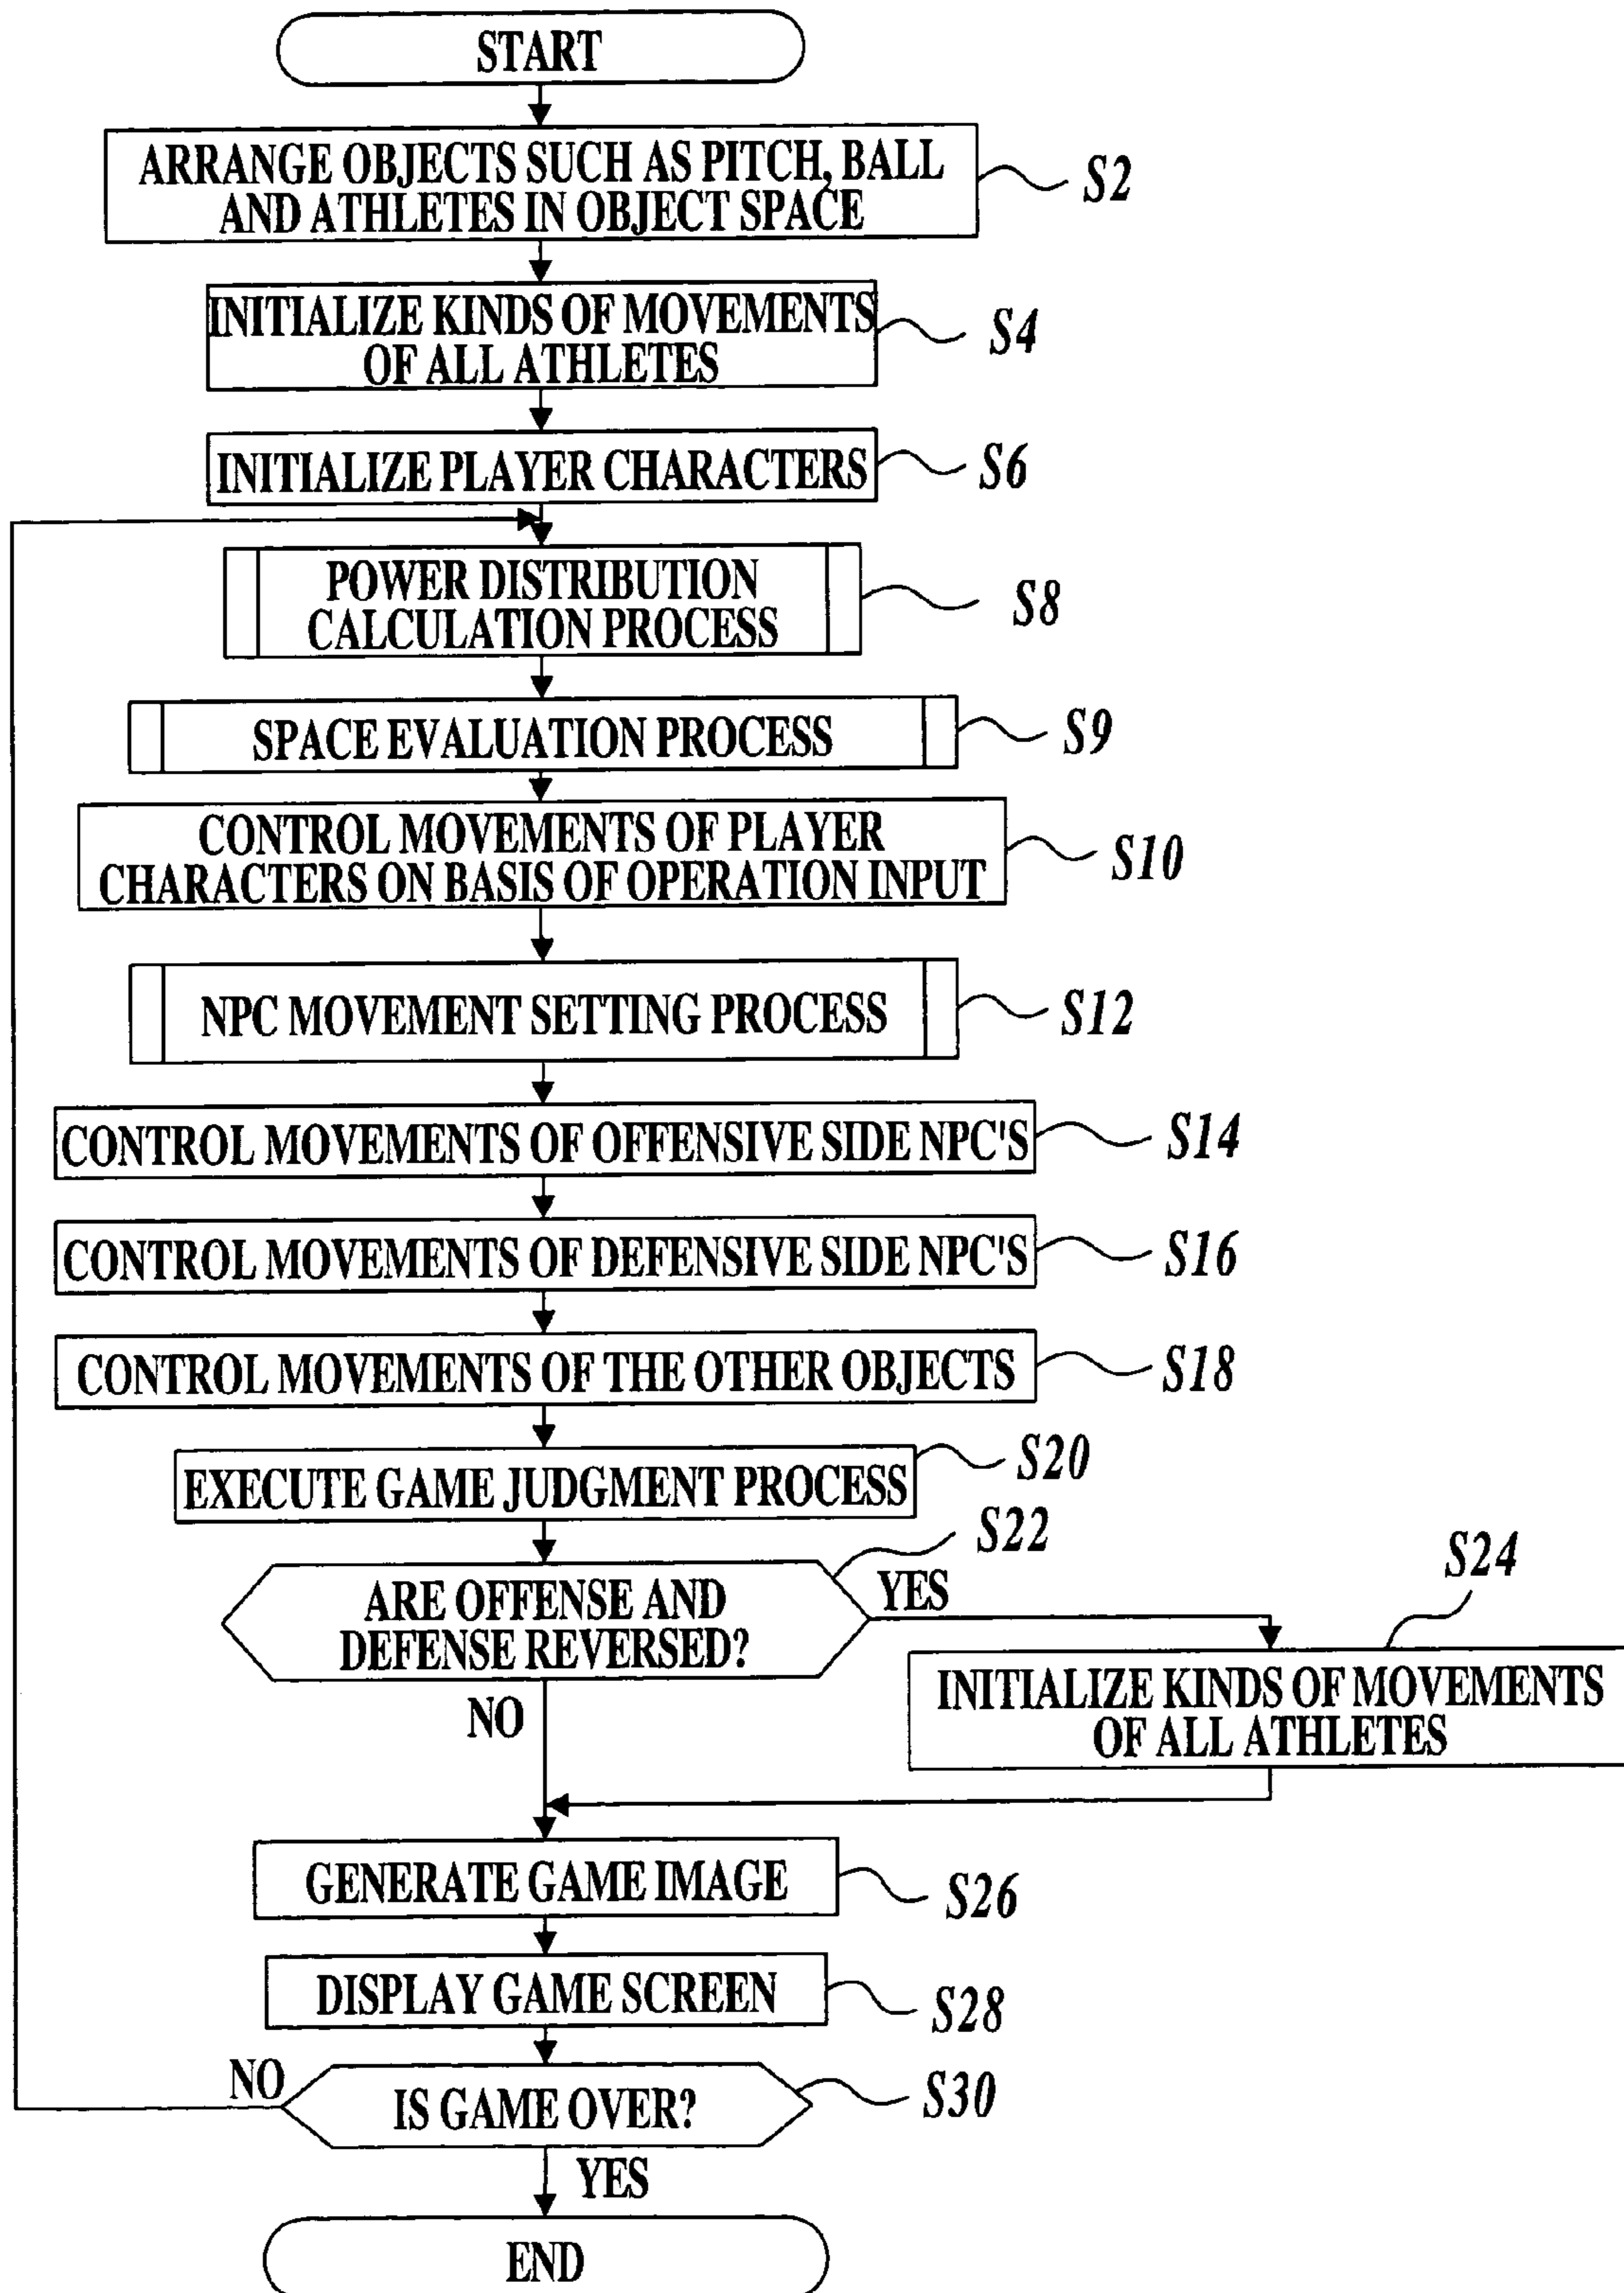 START
ARRANGE OBJECTS SUCH AS PITCH, BALL
AND ATHLETES IN OBJECT SPACE
S2
INITIALIZE KINDS OF MOVEMENTS
OF ALL ATHLETES
S4
INITIALIZE PLAYER CHARACTERS
S6
POWER DISTRIBUTION
CALCULATION PROCESS
S8
SPACE EVALUATION PROCESS
S9
CONTROL MOVEMENTS OF PLAYER
CHARACTERS ON BASIS OF OPERATION INPUT
S10
NPC MOVEMENT SETTING PROCESS
S12
CONTROL MOVEMENTS OF OFFENSIVE SIDE NPC'S
S14
CONTROL MOVEMENTS OF DEFENSIVE SIDE NPC'S
S16
CONTROL MOVEMENTS OF THE OTHER OBJECTS
S18
EXECUTE GAME JUDGMENT PROCESS
S20
ARE OFFENSE AND
DEFENSE REVERSED?
S22
YES
NO
S24
INITIALIZE KINDS OF MOVEMENTS
OF ALL ATHLETES
GENERATE GAME IMAGE
S26
DISPLAY GAME SCREEN
S28
NO
IS GAME OVER?
S30
YES
END